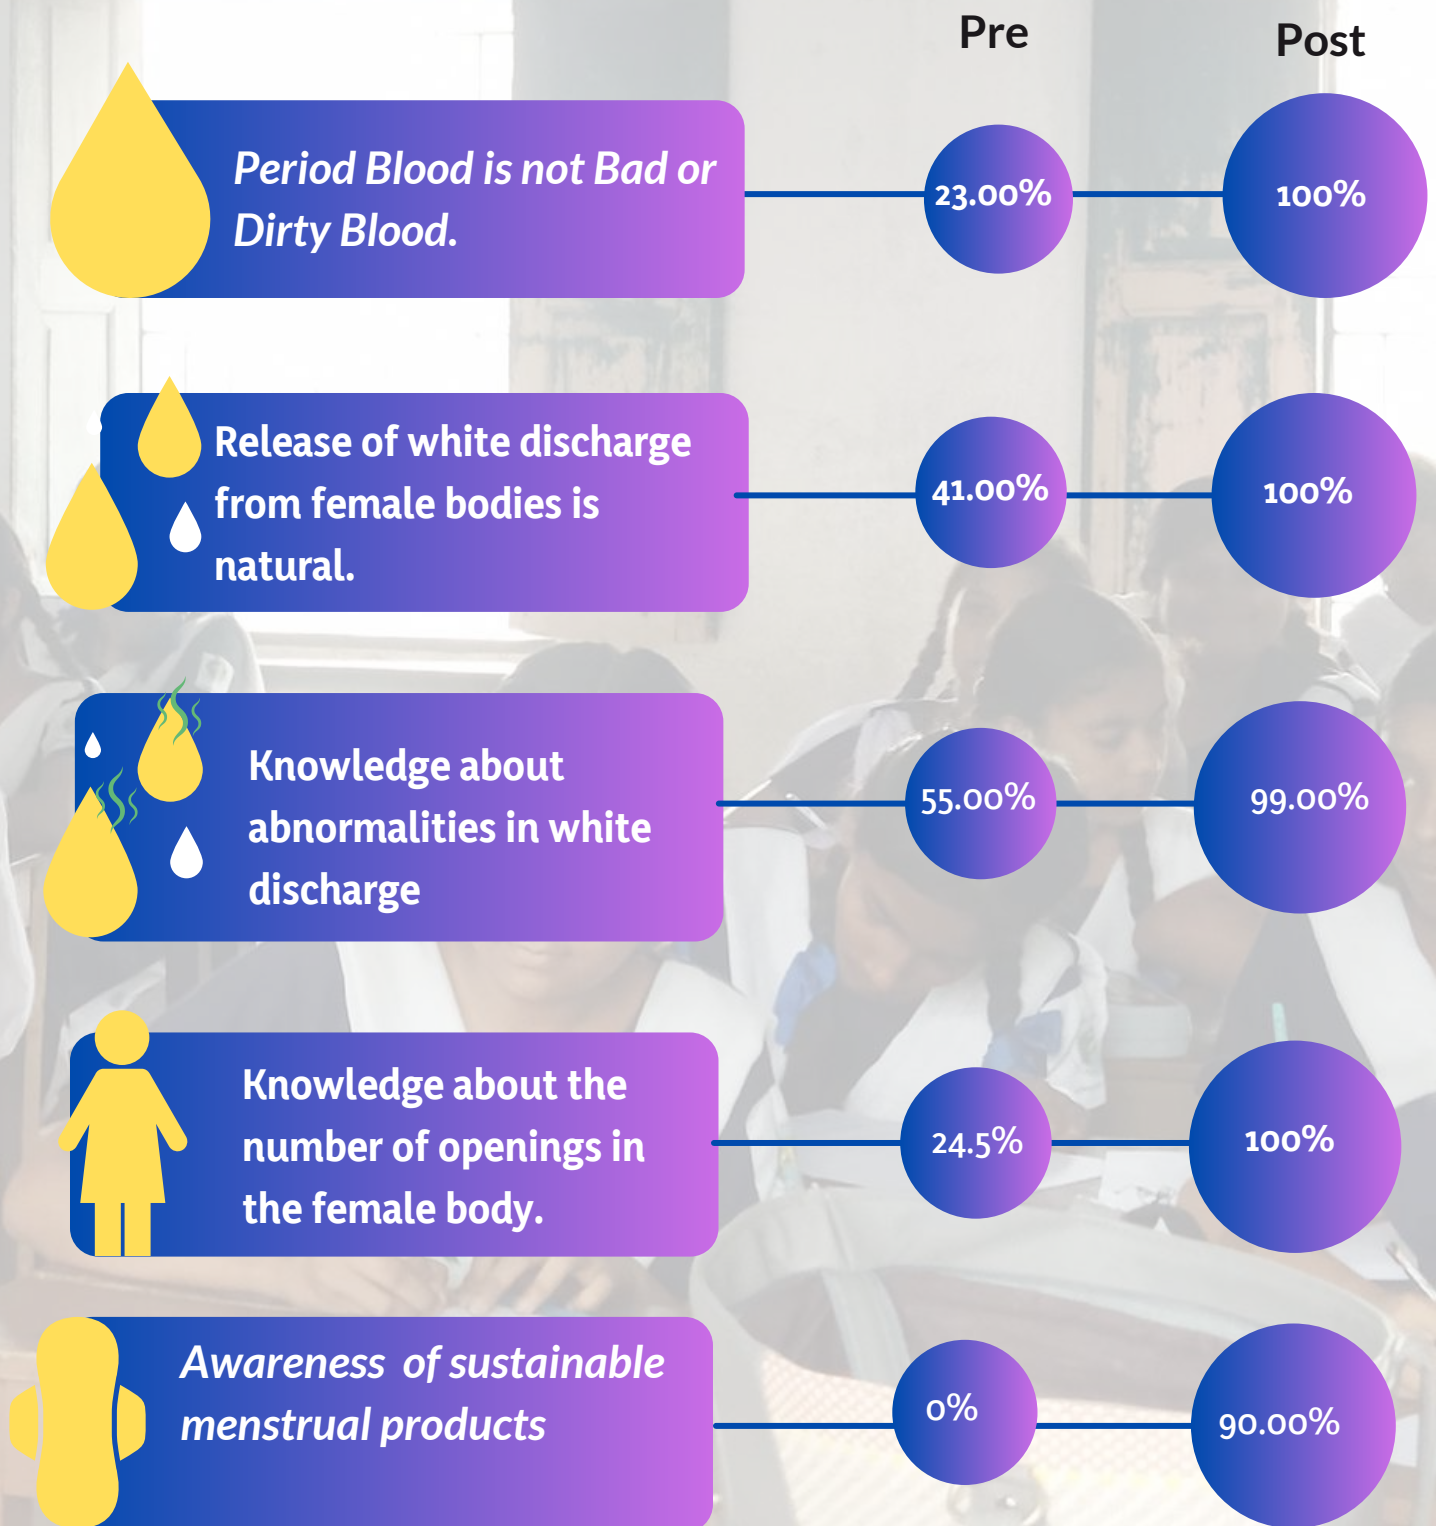 Pre
Post
Period Blood is not Bad or
Dirty Blood.
23.00%
100%
Release of white discharge
from female bodies is
natural.
41.00%
100%
Knowledge about
abnormalities in white
discharge
55.00%
99.00%
Knowledge about the
number of openings in
the female body.
24.5%
100%
Awareness of sustainable
menstrual products
0%
90.00%